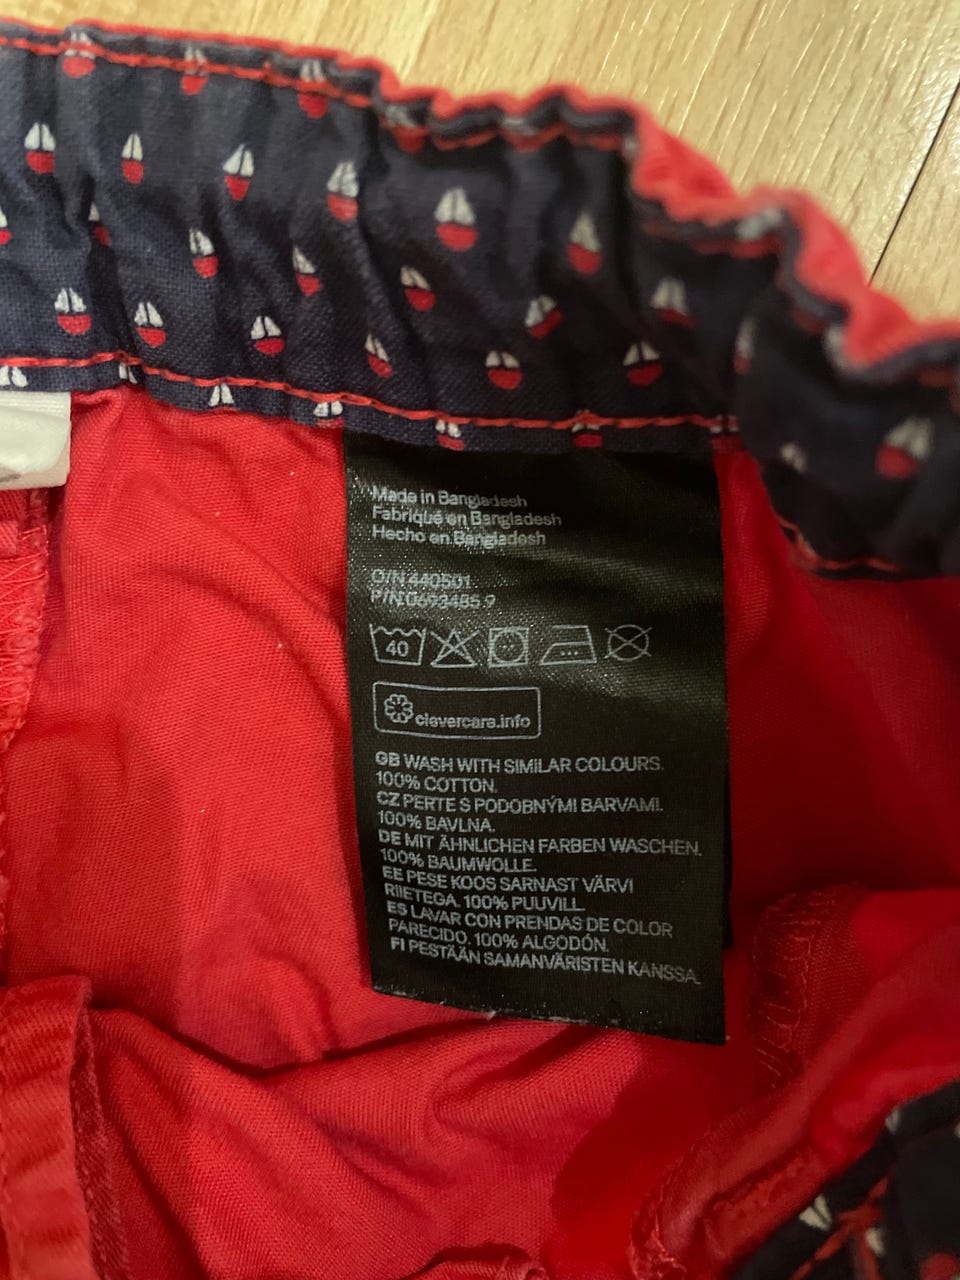 Made in Bangladesh
Fabriqué en Bangladesh
Hecho en Bangladesh
O/N 440501
P/N 0693485 9
40
clevercare.info
GB WASH WITH SIMILAR COLOURS.
100% COTTON.
CZ PERTE S PODOBNÝMI BARVAMI.
100% BAVLNA.
DE MIT ÄHNLICHEN FARBEN WASCHEN.
100% BAUMWOLLE.
EE PESE KOOS SARNAST VÄRVI
RIIETEGA. 100% PUUVILL.
ES LAVAR CON PRENDAS DE COLOR
PARECIDO. 100% ALGODÓN.
FI PESTÄÄN SAMANVÄRISTEN KANSSA.